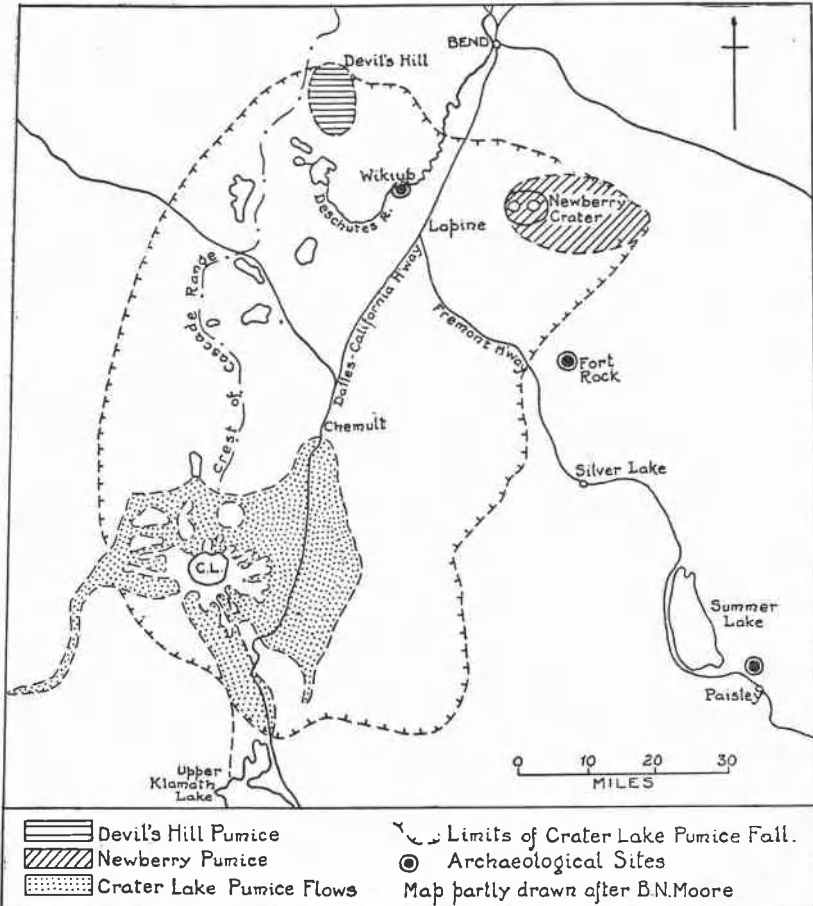 BEND
Devil's Hill
Wikiub
Deschutes R.
Newberry
Crater
Lapine
Crest of Cascade Range
Dalles-California H'way
Fremont H'way
Fort
Rock
Chemult
Silver Lake
C.L.
Summer
Lake
Paisley
Upper
Klamath
Lake
0 10 20 30
MILES
Devil's Hill Pumice
Newberry Pumice
Crater Lake Pumice Flows
Limits of Crater Lake Pumice Fall.
Archaeological Sites
Map partly drawn after B.N.Moore